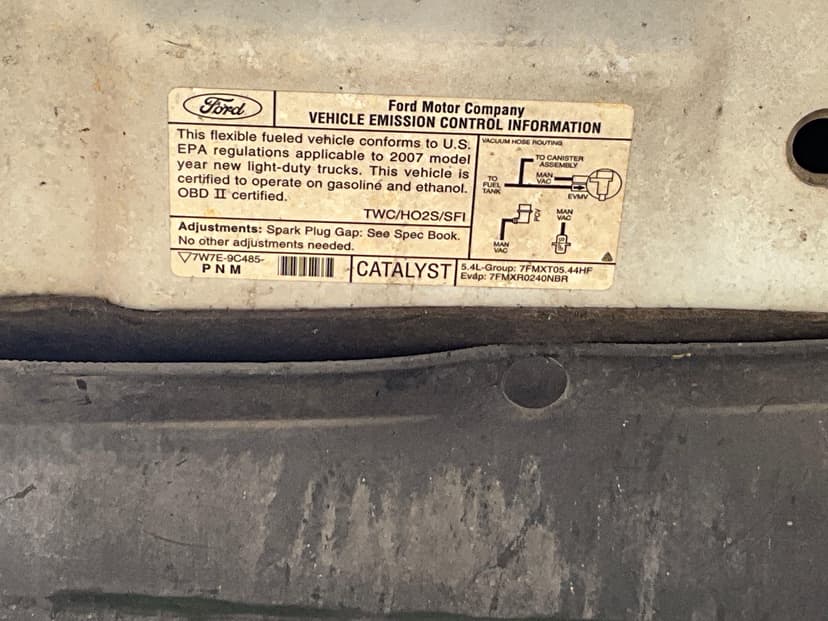 Ford
Ford Motor Company
VEHICLE EMISSION CONTROL INFORMATION
This flexible fueled vehicle conforms to U.S.
EPA regulations applicable to 2007 model
year new light-duty trucks. This vehicle is
certified to operate on gasoline and ethanol.
OBD II certified.
TWC/HO2S/SFI
Adjustments: Spark Plug Gap: See Spec Book.
No other adjustments needed.
7W7E-9C485-
PNM
CATALYST
VACUUM HOSE ROUTING
TO CANISTER
ASSEMBLY
TO
FUEL
TANK
MAN
VAC
EVMV
PCV
MAN
VAC
MAN
VAC
5.4L-Group: 7FMXT05.44HF
Evap: 7FMXR0240NBR